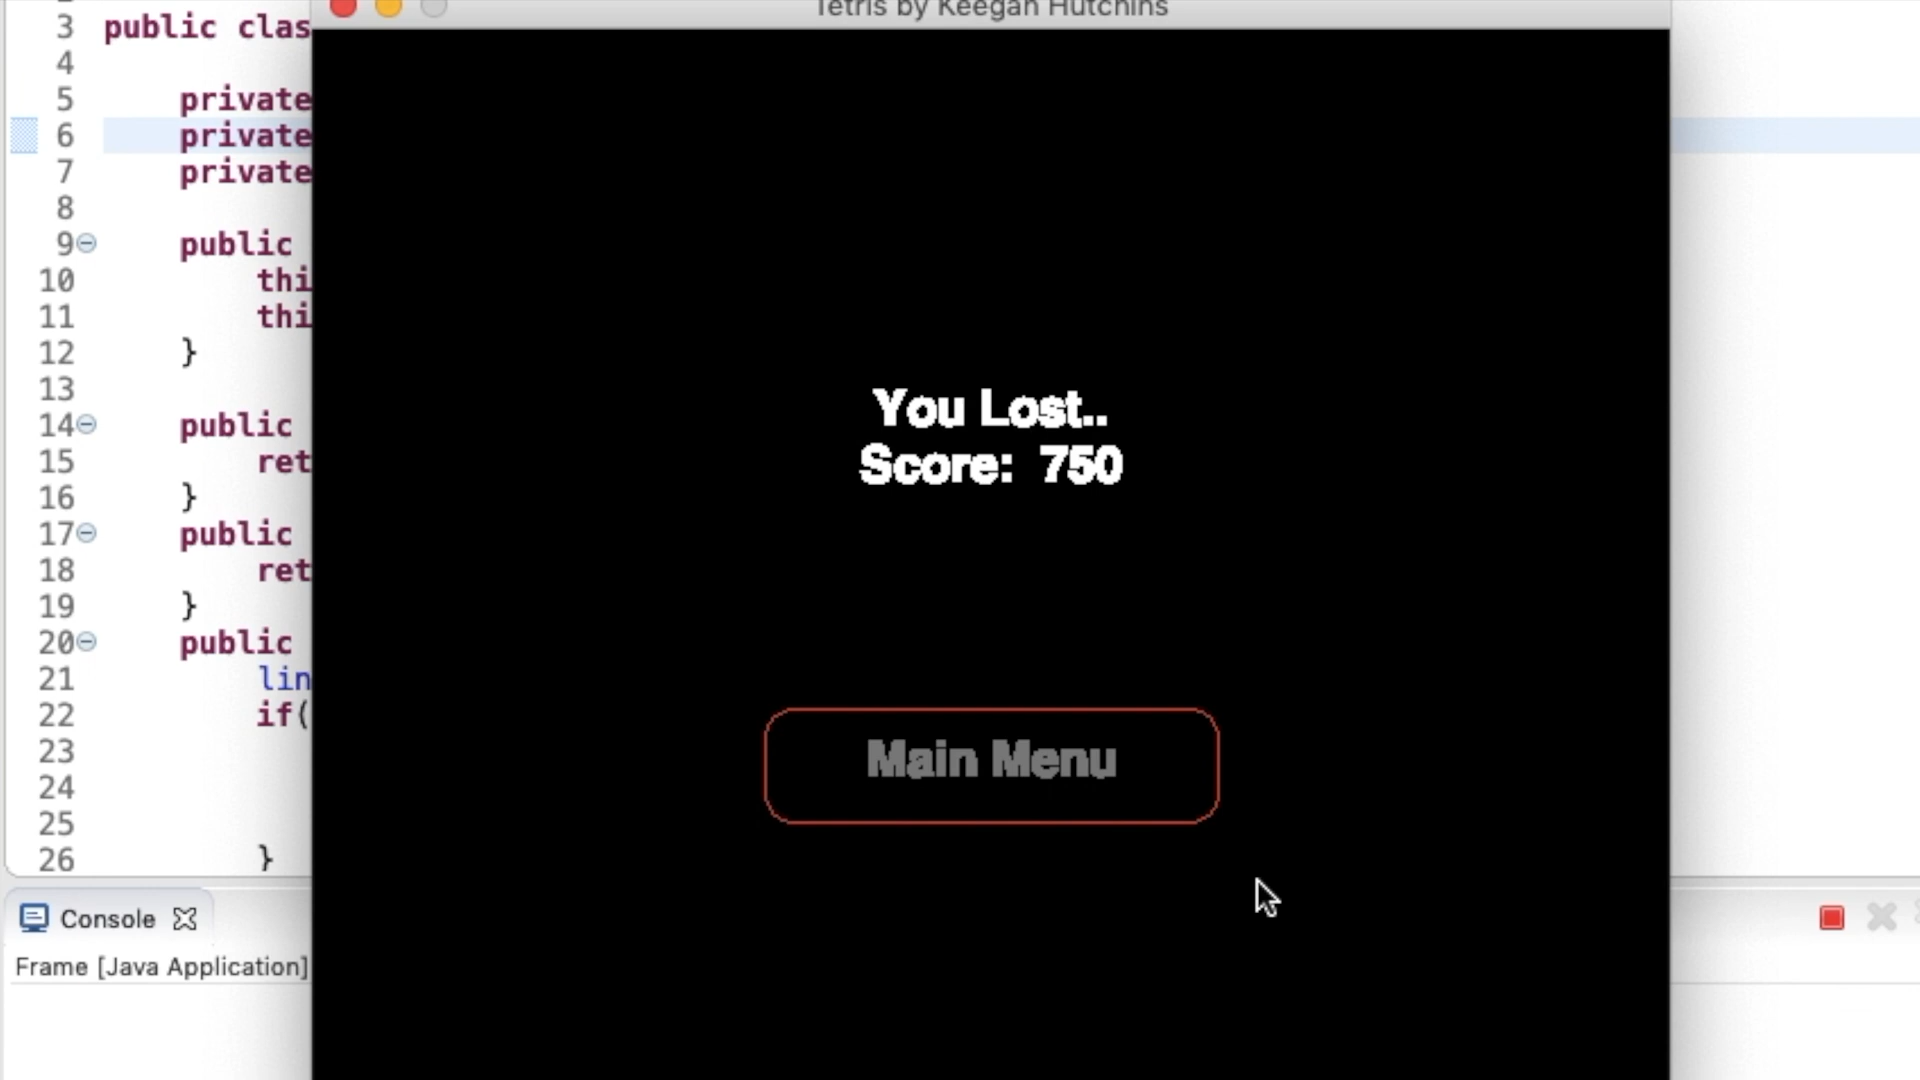 Tetris by Keegan Hutchins
3 public clas
4
5 private
6 private
7 private
8
9 public
10 thi
11 thi
12 }
13
14 public
15 ret
16 }
17 public
18 ret
19 }
20 public
21 lin
22 if(
23
24
25
26 }
You Lost..
Score: 750
Main Menu
Console
Frame [Java Application]